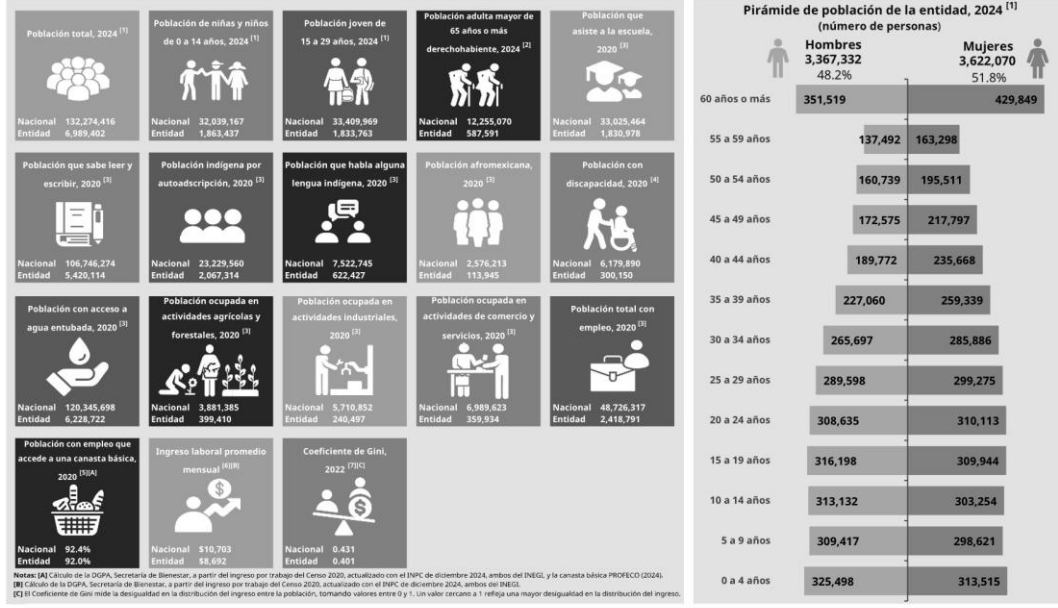 Población total, 2024 [1]
Nacional 132,274,416
Entidad 6,989,402
Población de niñas y niños
de 0 a 14 años, 2024 [1]
Nacional 32,039,167
Entidad 1,863,437
Población joven de
15 a 29 años, 2024 [1]
Nacional 33,409,969
Entidad 1,833,763
Población adulta mayor de
65 años o más
derechohabiente, 2024 [2]
Nacional 12,255,070
Entidad 587,591
Población que
asiste a la escuela,
2020 [3]
Nacional 33,025,464
Entidad 1,830,978
Población que sabe leer y
escribir, 2020 [3]
Nacional 106,746,274
Entidad 5,420,114
Población indígena por
autoadscripción, 2020 [3]
Nacional 23,229,560
Entidad 2,067,314
Población que habla alguna
lengua indígena, 2020 [3]
Nacional 7,522,745
Entidad 622,427
Población afromexicana,
2020 [3]
Nacional 2,576,213
Entidad 113,945
Población con
discapacidad, 2020 [4]
Nacional 6,179,890
Entidad 300,150
Población con acceso a
agua entubada, 2020 [3]
Nacional 120,345,698
Entidad 6,228,722
Población ocupada en
actividades agrícolas y
forestales, 2020 [3]
Nacional 3,881,385
Entidad 399,410
Población ocupada en
actividades industriales,
2020 [3]
Nacional 5,710,852
Entidad 240,497
Población ocupada en
actividades de comercio y
servicios, 2020 [3]
Nacional 6,989,623
Entidad 359,934
Población total con
empleo, 2020 [3]
Nacional 48,726,317
Entidad 2,418,791
Población con empleo que
accede a una canasta básica,
2020 [5][A]
Nacional 92.4%
Entidad 92.0%
Ingreso laboral promedio
mensual [6][B]
Nacional $10,703
Entidad $8,692
Coeficiente de Gini,
2022 [7][C]
Nacional 0.431
Entidad 0.401
Notas: [A] Cálculo de la DGPA, Secretaría de Bienestar, a partir del ingreso por trabajo del Censo 2020, actualizado con el INPC de diciembre 2024, ambos del INEGI, y la canasta básica PROFECO (2024).
[B] Cálculo de la DGPA, Secretaría de Bienestar, a partir del ingreso por trabajo del Censo 2020, actualizado con el INPC de diciembre 2024, ambos del INEGI.
[C] El Coeficiente de Gini mide la desigualdad en la distribución del ingreso entre la población, tomando valores entre 0 y 1. Un valor cercano a 1 refleja una mayor desigualdad en la distribución del ingreso.
Pirámide de población de la entidad, 2024 [1]
(número de personas)
Hombres
3,367,332
48.2%
Mujeres
3,622,070
51.8%
60 años o más 351,519 429,849
55 a 59 años 137,492 163,298
50 a 54 años 160,739 195,511
45 a 49 años 172,575 217,797
40 a 44 años 189,772 235,668
35 a 39 años 227,060 259,339
30 a 34 años 265,697 285,886
25 a 29 años 289,598 299,275
20 a 24 años 308,635 310,113
15 a 19 años 316,198 309,944
10 a 14 años 313,132 303,254
5 a 9 años 309,417 298,621
0 a 4 años 325,498 313,515